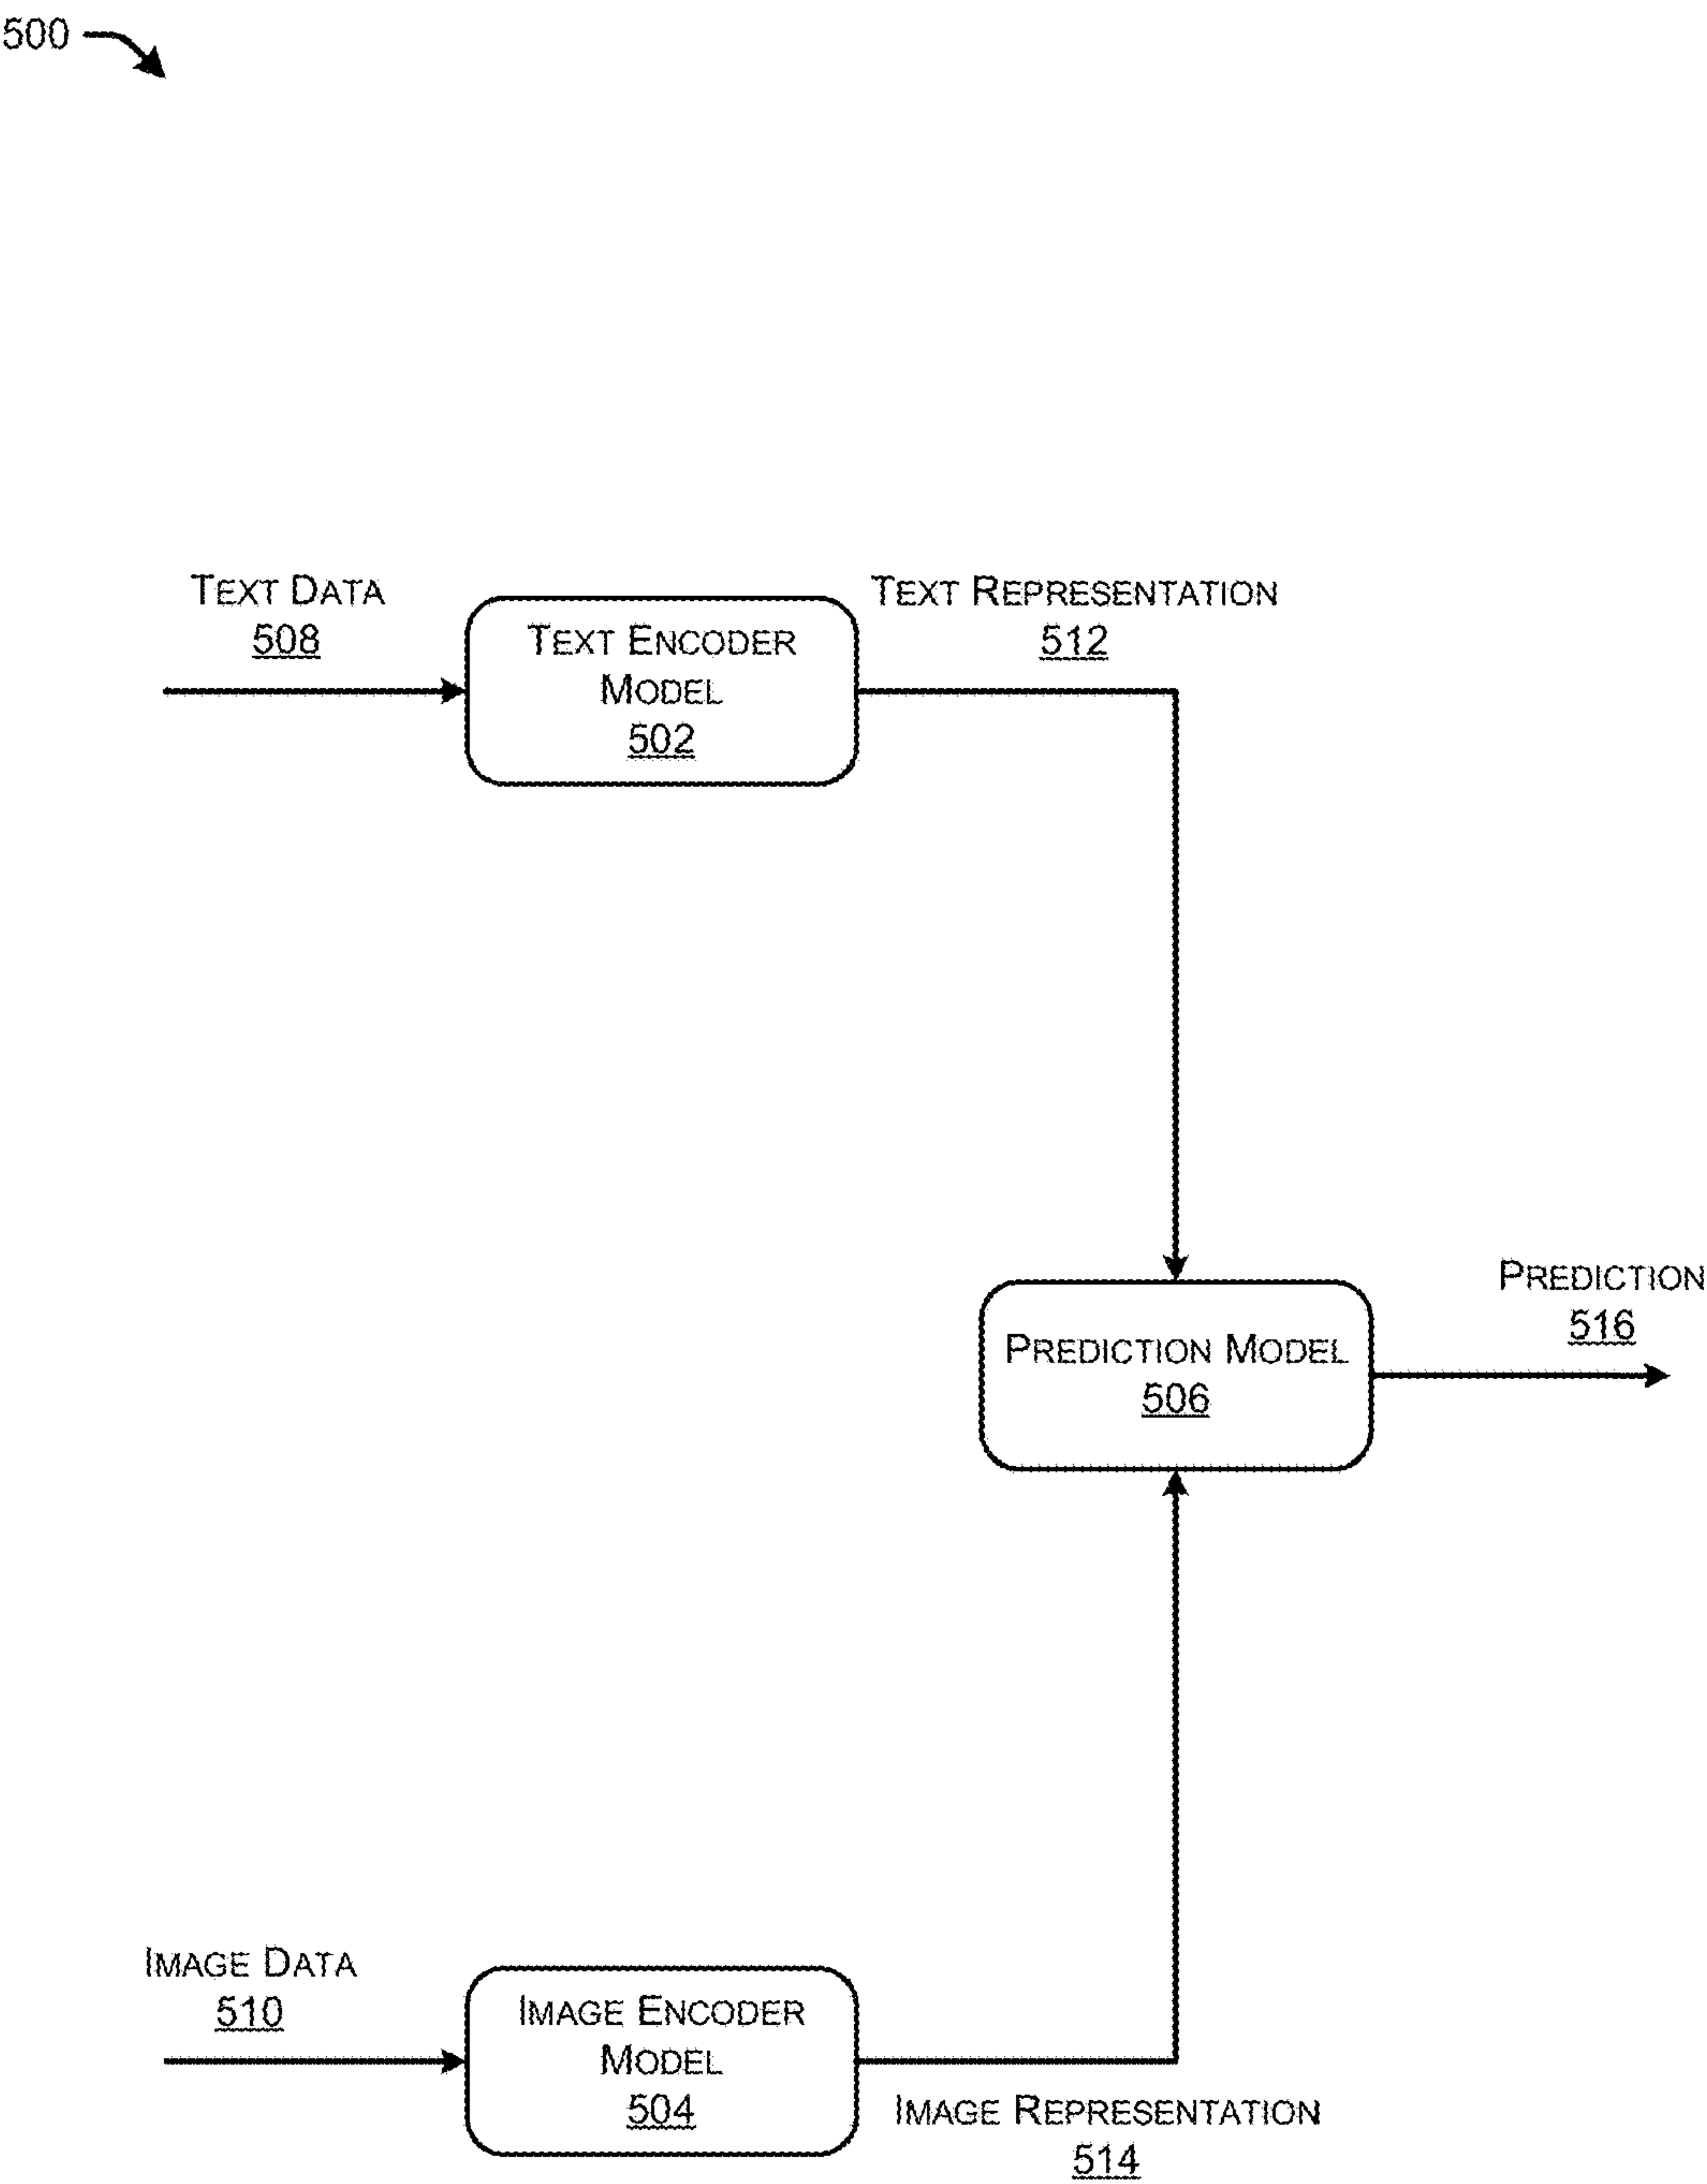 500
TEXT DATA
508
TEXT ENCODER
MODEL
502
TEXT REPRESENTATION
512
PREDICTION MODEL
506
PREDICTION
516
IMAGE DATA
510
IMAGE ENCODER
MODEL
504
IMAGE REPRESENTATION
514